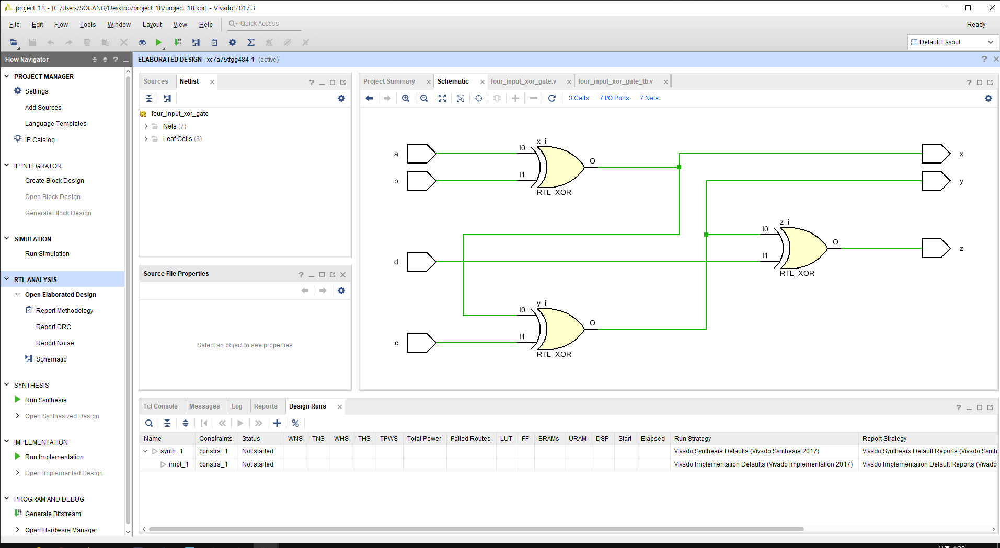 project_18 - [C:/Users/SOGANG/Desktop/project_18/project_18.xpr] - Vivado 2017.3
File Edit Flow Tools Window Layout View Help Quick Access Ready
Default Layout
Flow Navigator
ELABORATED DESIGN - xc7a75tfgg484-1 (active)
PROJECT MANAGER
Settings
Add Sources
Language Templates
IP Catalog
IP INTEGRATOR
Create Block Design
Open Block Design
Generate Block Design
SIMULATION
Run Simulation
RTL ANALYSIS
Open Elaborated Design
Report Methodology
Report DRC
Report Noise
Schematic
SYNTHESIS
Run Synthesis
Open Synthesized Design
IMPLEMENTATION
Run Implementation
Open Implemented Design
PROGRAM AND DEBUG
Generate Bitstream
Open Hardware Manager
Sources Netlist
four_input_xor_gate
Nets (7)
Leaf Cells (3)
Source File Properties
Select an object to see properties
Project Summary Schematic four_input_xor_gate.v four_input_xor_gate_tb.v
3 Cells 7 I/O Ports 7 Nets
x_i
a I0 O x
b I1 y
RTL_XOR
z_i
I0 O z
d I1
RTL_XOR
y_i
I0 O
c I1
RTL_XOR
Tcl Console Messages Log Reports Design Runs
Name Constraints Status WNS TNS WHS THS TPWS Total Power Failed Routes LUT FF BRAMs URAM DSP Start Elapsed Run Strategy Report Strategy
synth_1 constrs_1 Not started Vivado Synthesis Defaults (Vivado Synthesis 2017) Vivado Synthesis Default Reports (Vivado Synth
impl_1 constrs_1 Not started Vivado Implementation Defaults (Vivado Implementation 2017) Vivado Implementation Default Reports (Vivado